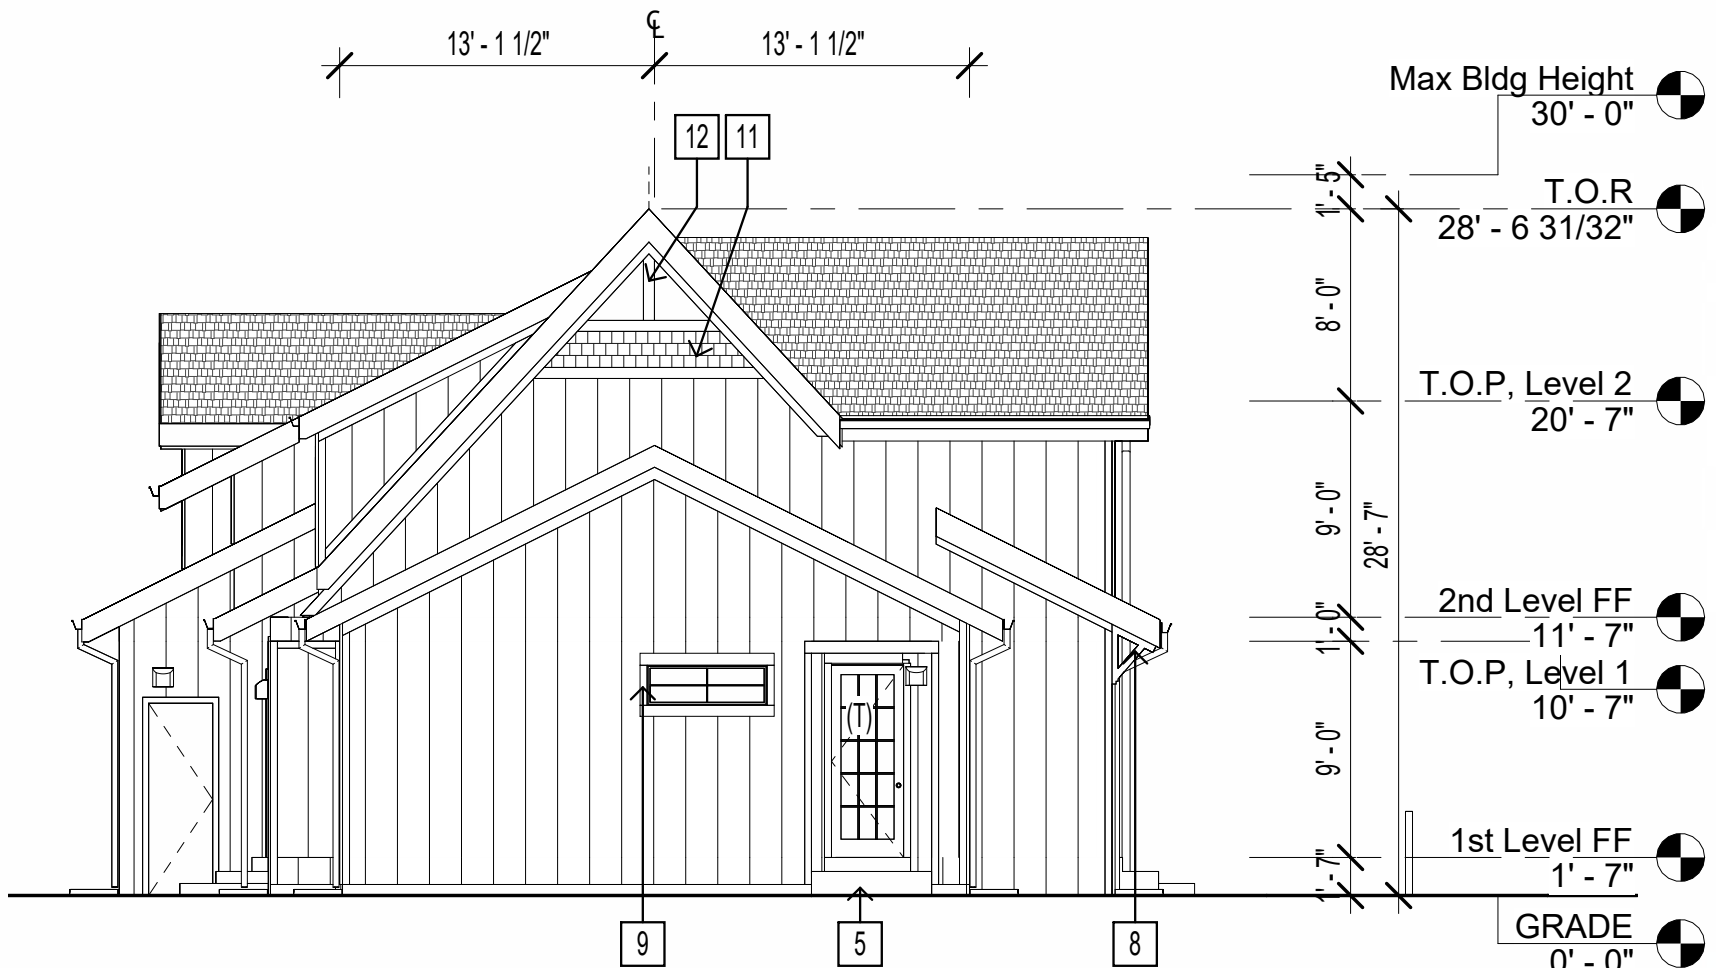 ℄
13' - 1 1/2"
13' - 1 1/2"
12
11
Max Bldg Height
30' - 0"
1' - 5"
T.O.R
28' - 6 31/32"
8' - 0"
T.O.P, Level 2
20' - 7"
9' - 0"
28' - 7"
2nd Level FF
11' - 7"
1' - 0"
T.O.P, Level 1
10' - 7"
(T)
9' - 0"
1st Level FF
1' - 7"
1' - 7"
GRADE
0' - 0"
9
5
8